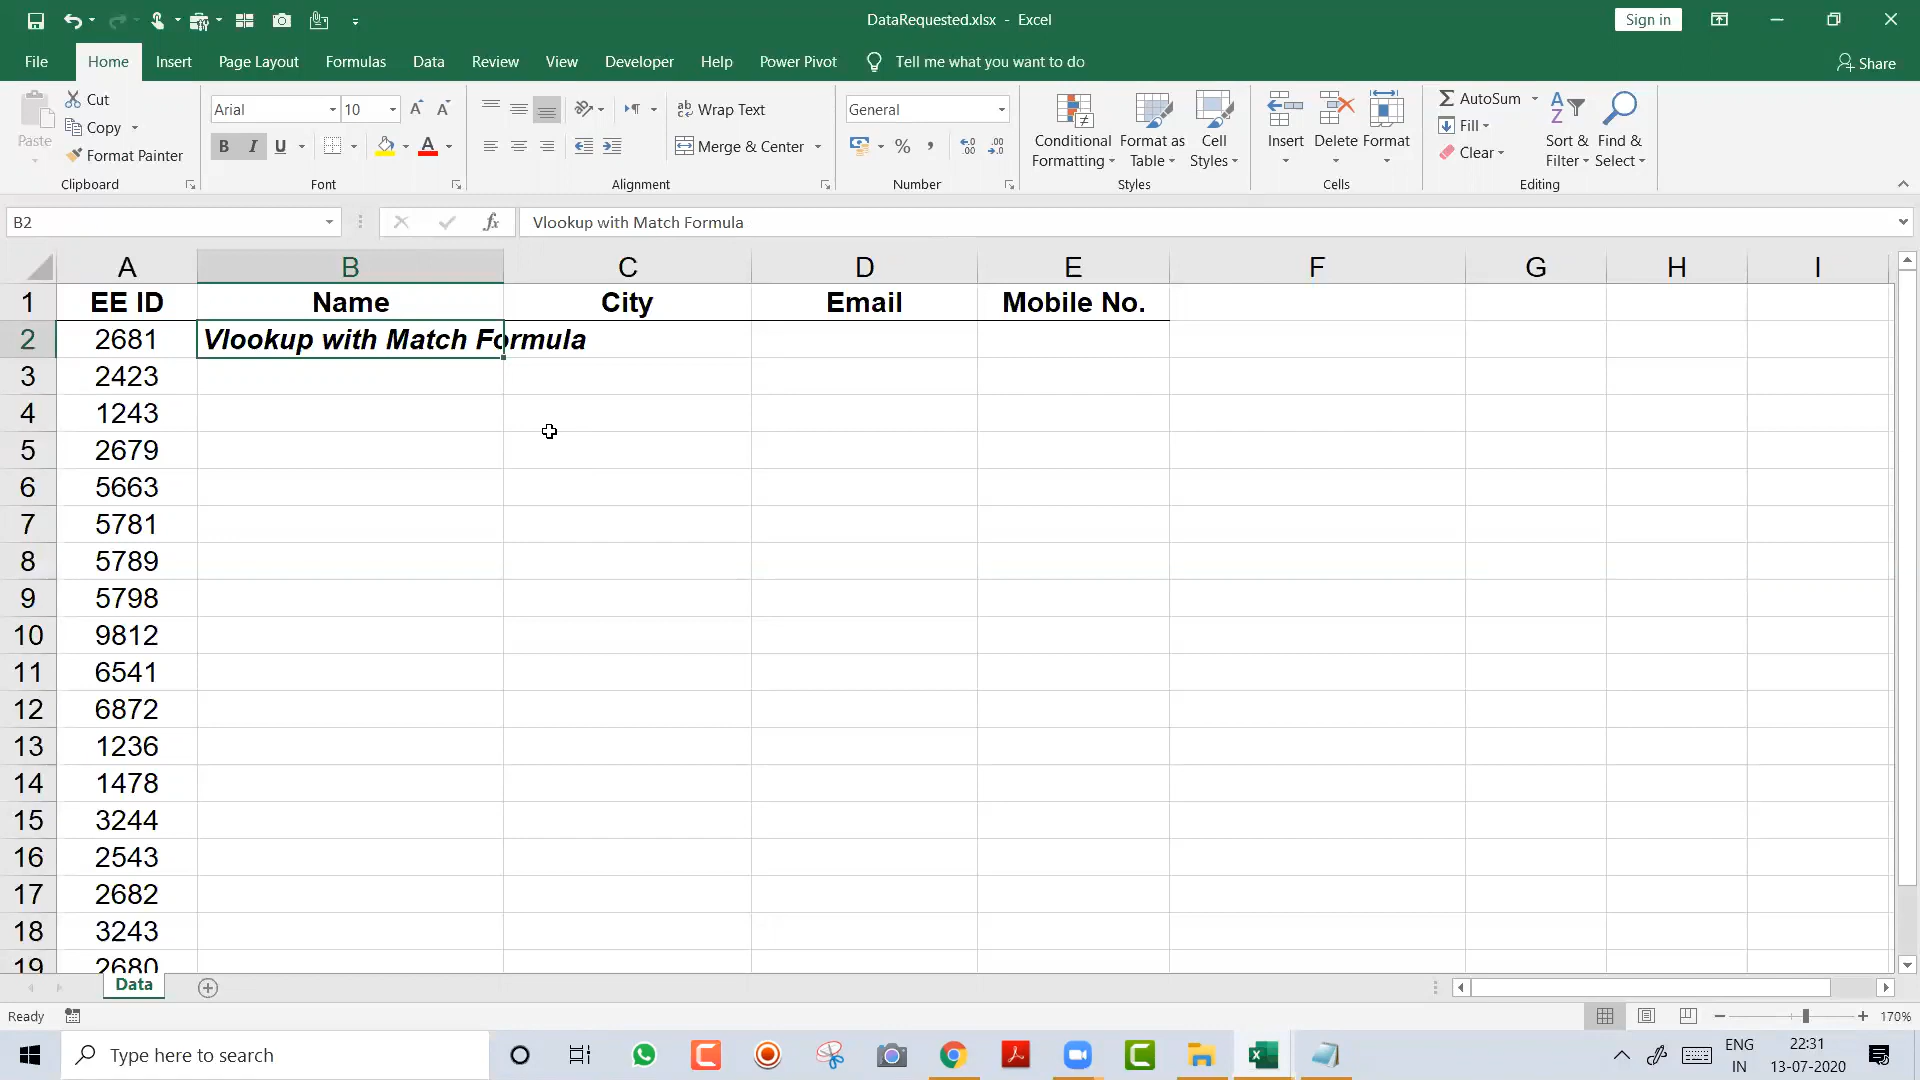 DataRequested.xlsx - Excel
Sign in
File Home Insert Page Layout Formulas Data Review View Developer Help Power Pivot Tell me what you want to do Share
Paste
Cut
Copy
Format Painter
Clipboard
Arial 10
B I U
Font
Wrap Text
Merge & Center
Alignment
General
Number
Conditional Formatting
Format as Table
Cell Styles
Styles
Insert Delete Format
Cells
AutoSum
Fill
Clear
Sort & Filter
Find & Select
Editing
B2 fx Vlookup with Match Formula
A B C D E F G H I
1 EE ID Name City Email Mobile No.
2 2681 Vlookup with Match Formula
3 2423
4 1243
5 2679
6 5663
7 5781
8 5789
9 5798
10 9812
11 6541
12 6872
13 1236
14 1478
15 3244
16 2543
17 2682
18 3243
19 2680
Data
Ready 170%
Type here to search
ENG
IN
22:31
13-07-2020